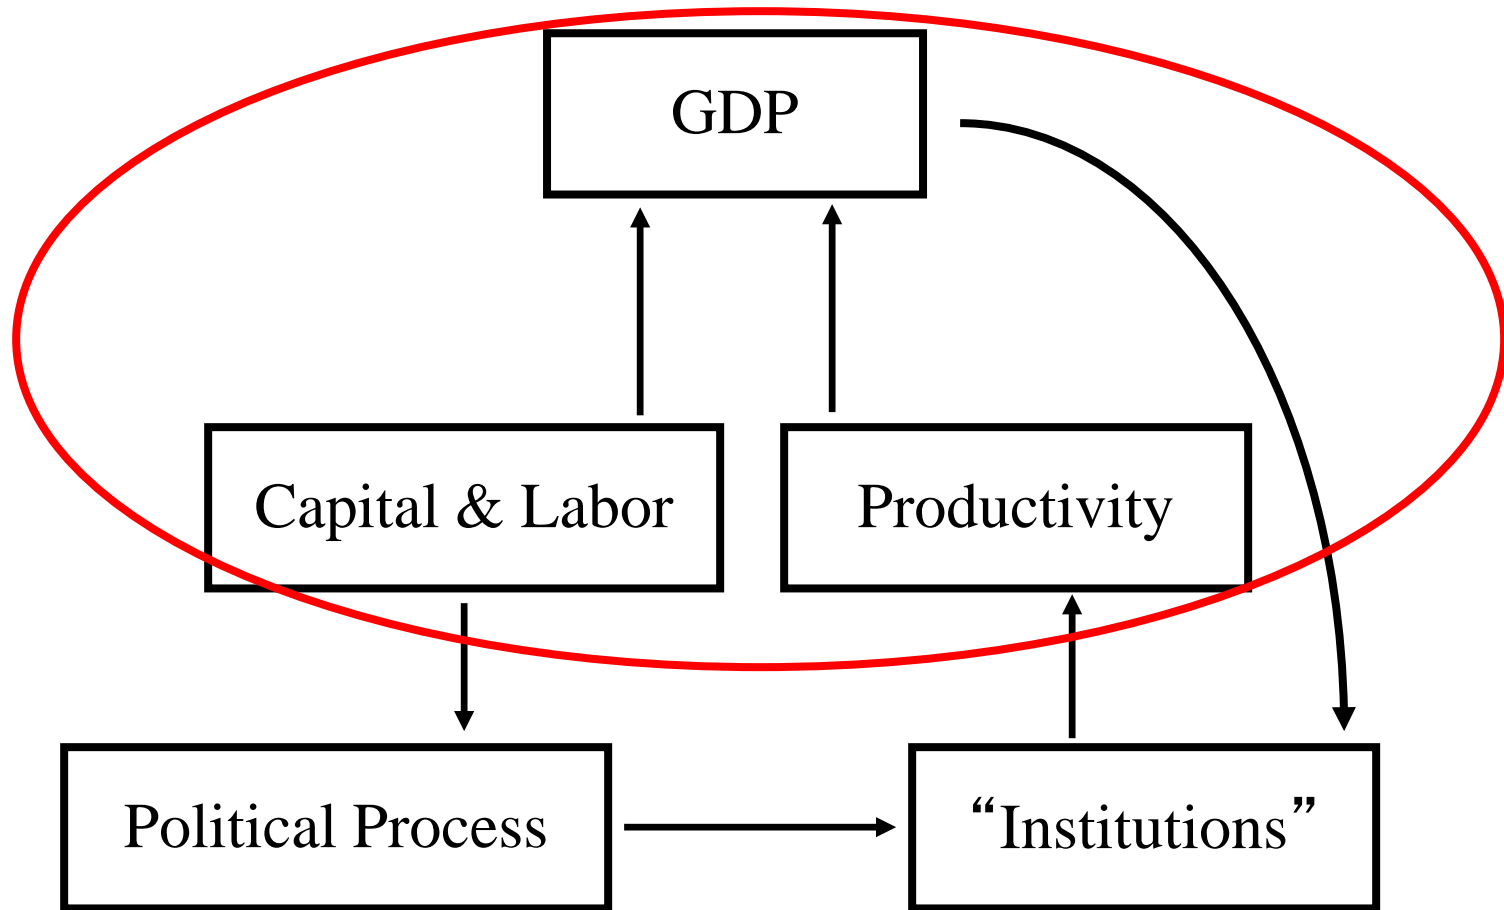 GDP
Capital & Labor
Productivity
Political Process
“Institutions”